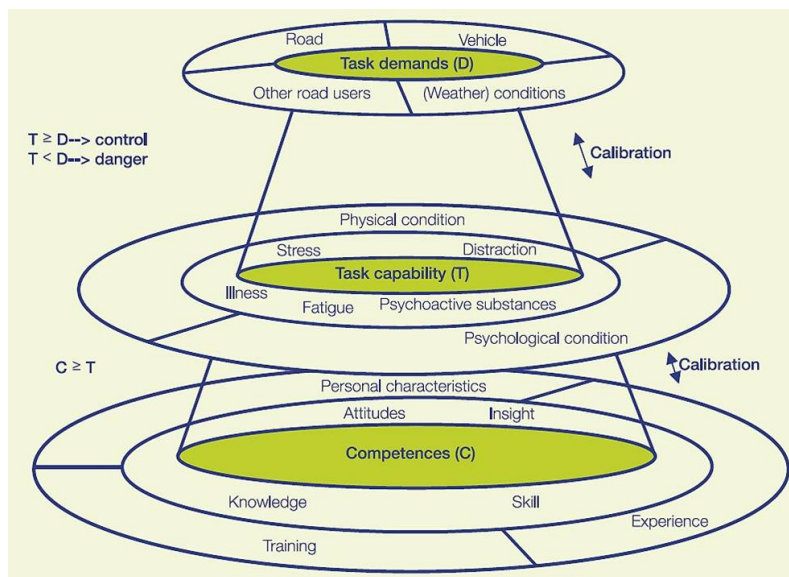 Road
Vehicle
Task demands (D)
Other road users
(Weather) conditions
T ≥ D--> control
T < D--> danger
Calibration
Physical condition
Stress
Distraction
Task capability (T)
Illness
Fatigue
Psychoactive substances
Psychological condition
C ≥ T
Calibration
Personal characteristics
Attitudes
Insight
Competences (C)
Knowledge
Skill
Experience
Training